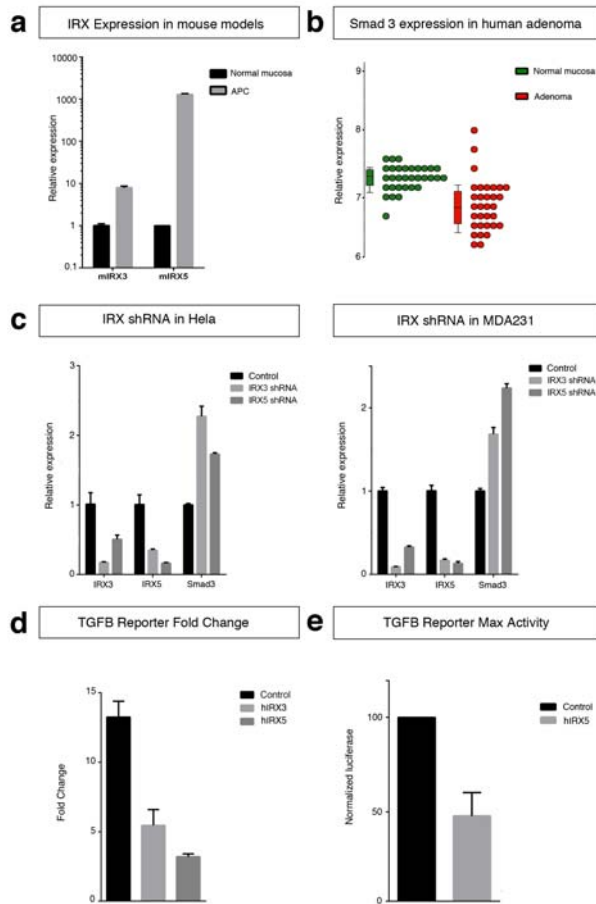 a
IRX Expression in mouse models
Normal mucosa
APC
Relative expression
10000
1000
100
10
1
0.1
mIRX3
mIRX5
b
Smad 3 expression in human adenoma
Normal mucosa
Adenoma
Relative expression
9
8
7
6
c
IRX shRNA in Hela
Control
IRX3 shRNA
IRX5 shRNA
Relative expression
3
2
1
0
IRX3
IRX5
Smad3
IRX shRNA in MDA231
Control
IRX3 shRNA
IRX5 shRNA
Relative expression
2
1
0
IRX3
IRX5
Smad3
d
TGFB Reporter Fold Change
Control
hIRX3
hIRX5
Fold Change
15
10
5
0
e
TGFB Reporter Max Activity
Control
hIRX5
Normalized luciferase
100
50
0